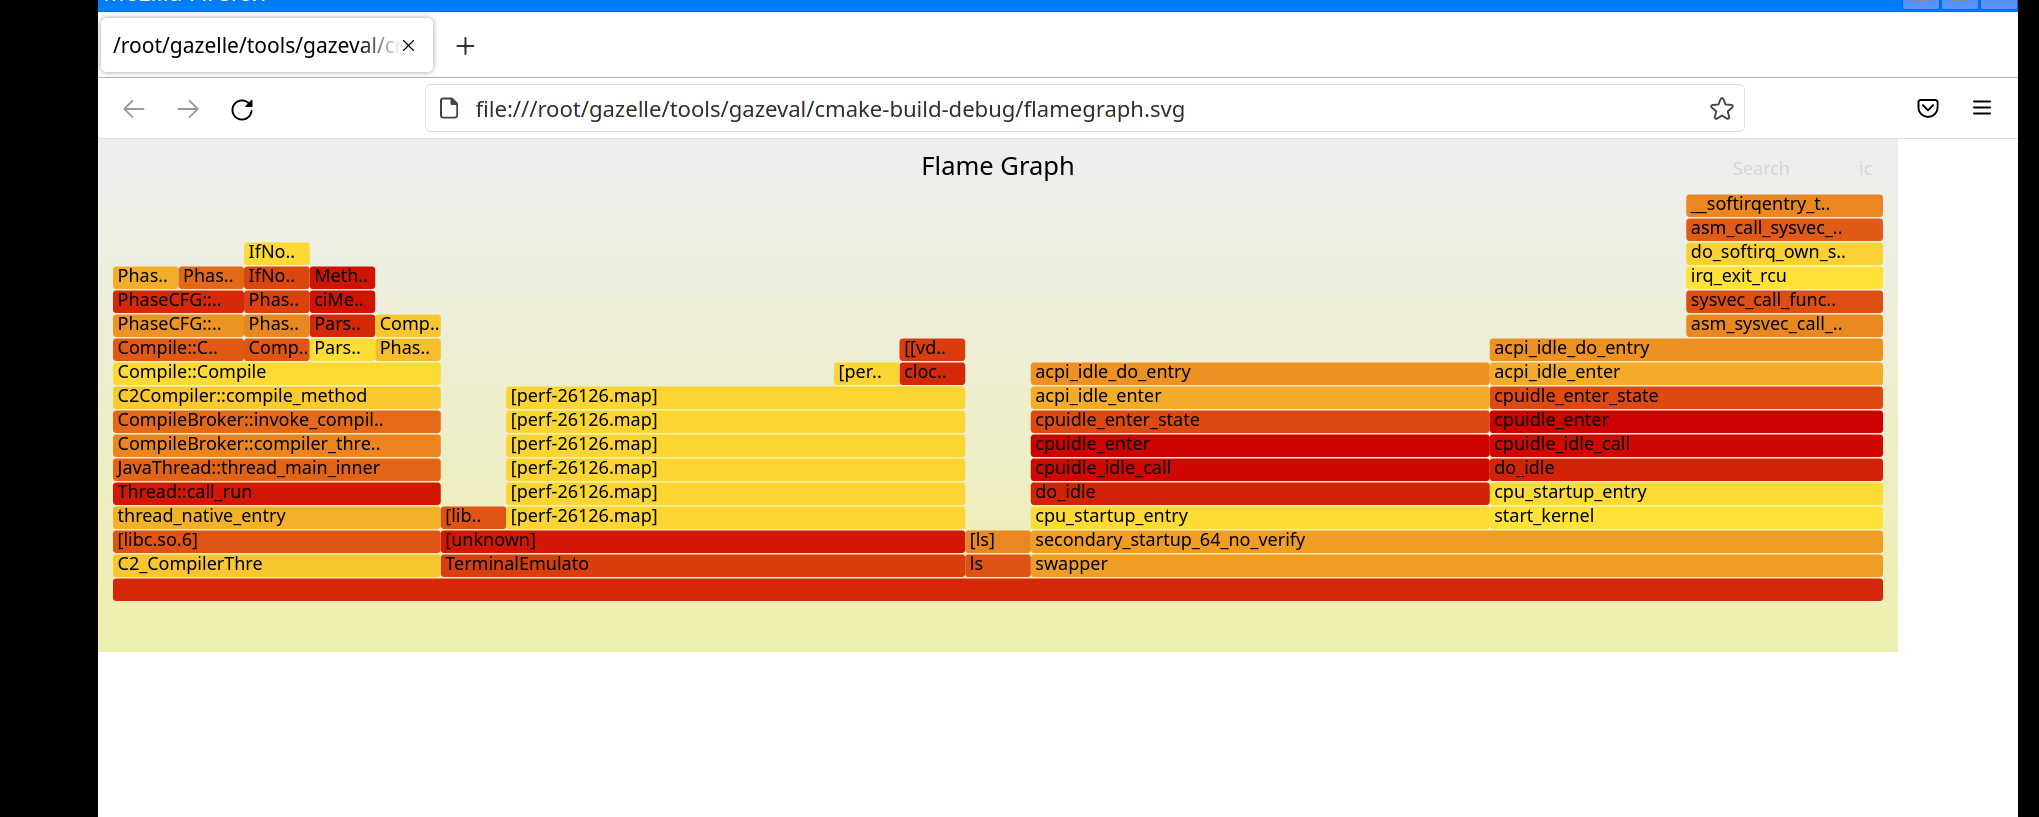 /root/gazelle/tools/gazeval/c
file:///root/gazelle/tools/gazeval/cmake-build-debug/flamegraph.svg
Flame Graph
Search ic
__softirqentry_t..
asm_call_sysvec_..
IfNo.. do_softirq_own_s..
Phas.. Phas.. IfNo.. Meth.. irq_exit_rcu
PhaseCFG::.. Phas.. ciMe.. sysvec_call_func..
PhaseCFG::.. Phas.. Pars.. Comp.. asm_sysvec_call_..
Compile::C.. Comp.. Pars.. Phas.. [[vd.. acpi_idle_do_entry
Compile::Compile [per.. cloc.. acpi_idle_do_entry acpi_idle_enter
C2Compiler::compile_method [perf-26126.map] acpi_idle_enter cpuidle_enter_state
CompileBroker::invoke_compil.. [perf-26126.map] cpuidle_enter_state cpuidle_enter
CompileBroker::compiler_thre.. [perf-26126.map] cpuidle_enter cpuidle_idle_call
JavaThread::thread_main_inner [perf-26126.map] cpuidle_idle_call do_idle
Thread::call_run [perf-26126.map] do_idle cpu_startup_entry
thread_native_entry [lib.. [perf-26126.map] cpu_startup_entry start_kernel
[libc.so.6] [unknown] [ls] secondary_startup_64_no_verify
C2_CompilerThre TerminalEmulato ls swapper